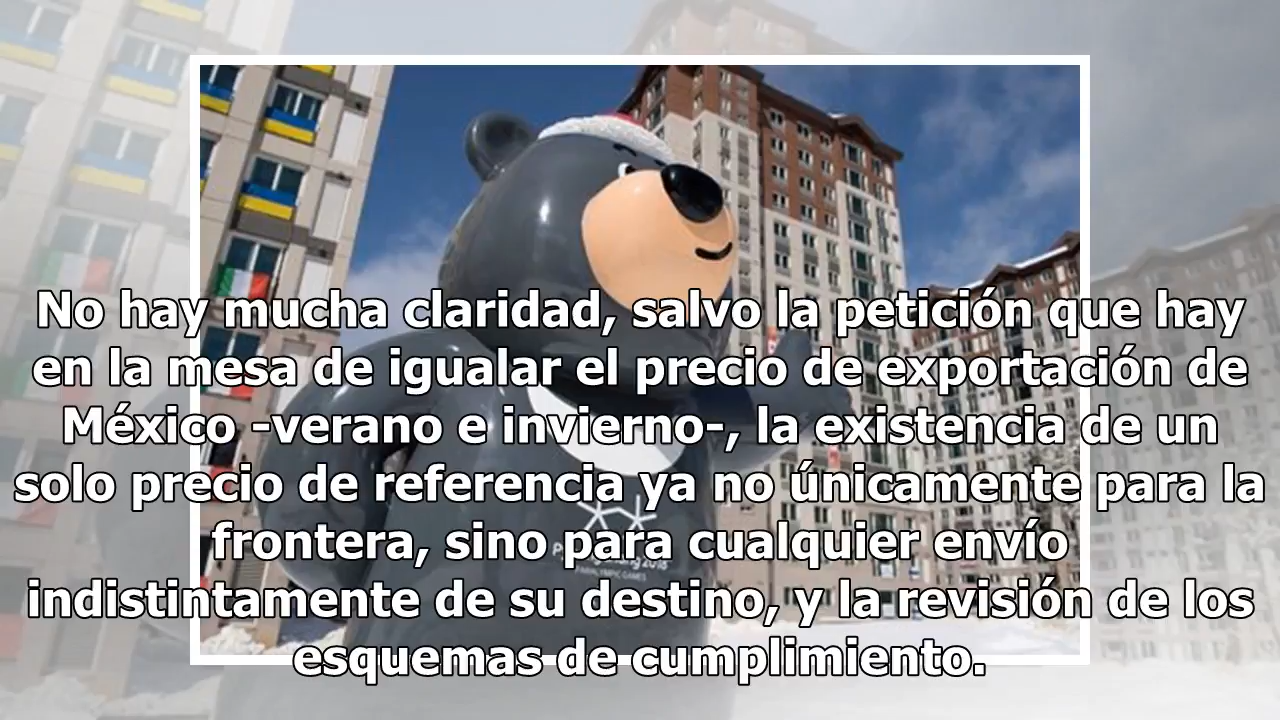 No hay mucha claridad, salvo la petición que hay
en la mesa de igualar el precio de exportación de
México -verano e invierno-, la existencia de un
solo precio de referencia ya no únicamente para la
frontera, sino para cualquier envío
indistintamente de su destino, y la revisión de los
esquemas de cumplimiento.